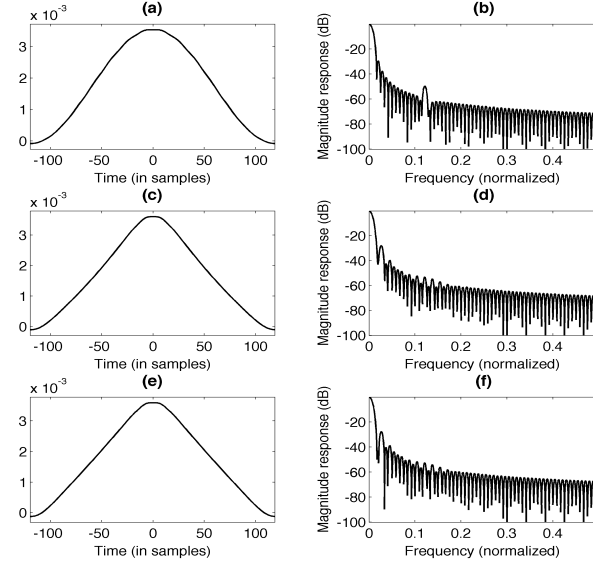 (a)
x 10⁻³
3
2
1
0
-100 -50 0 50 100
Time (in samples)
(b)
Magnitude response (dB)
-20
-40
-60
-80
-100
0 0.1 0.2 0.3 0.4
Frequency (normalized)
(c)
x 10⁻³
3
2
1
0
-100 -50 0 50 100
Time (in samples)
(d)
Magnitude response (dB)
-20
-40
-60
-80
-100
0 0.1 0.2 0.3 0.4
Frequency (normalized)
(e)
x 10⁻³
3
2
1
0
-100 -50 0 50 100
Time (in samples)
(f)
Magnitude response (dB)
-20
-40
-60
-80
-100
0 0.1 0.2 0.3 0.4
Frequency (normalized)